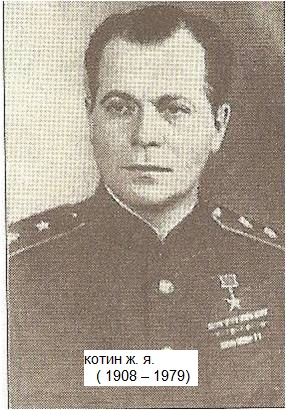 котин ж. я.
( 1908 – 1979)